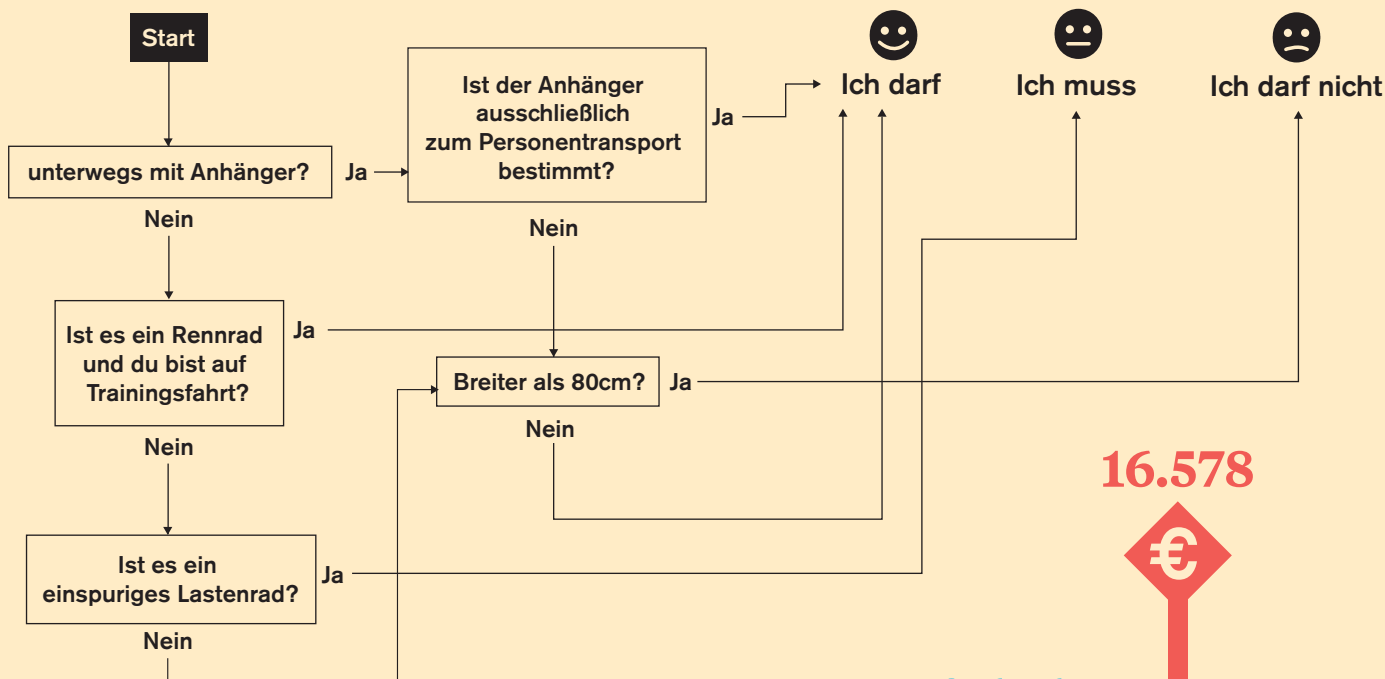 Start
Ist der Anhänger
ausschließlich
zum Personentransport
bestimmt?
Ja
Ich darf
Ich muss
Ich darf nicht
unterwegs mit Anhänger?
Ja
Nein
Nein
Ist es ein Rennrad
und du bist auf
Trainingsfahrt?
Ja
Breiter als 80cm?
Ja
Nein
Nein
16.578
€
Ist es ein
einspuriges Lastenrad?
Ja
Nein